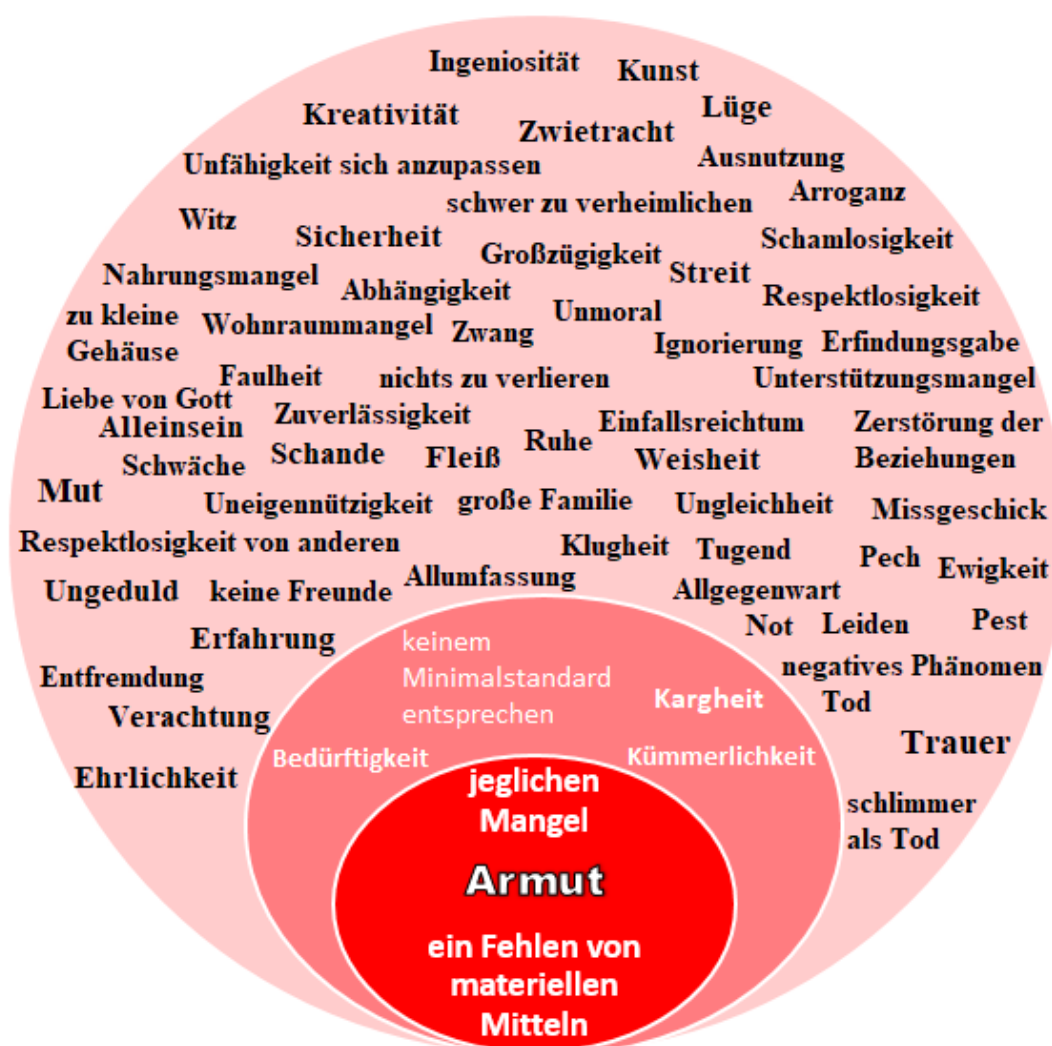 Ingeniosität
Kunst
Kreativität
Lüge
Zwietracht
Unfähigkeit sich anzupassen
Ausnutzung
schwer zu verheimlichen
Arroganz
Witz
Sicherheit
Großzügigkeit
Schamlosigkeit
Nahrungsmangel
Abhängigkeit
Streit
Respektlosigkeit
zu kleine
Gehäuse
Wohnraummangel
Zwang
Unmoral
Ignorierung
Erfindungsgabe
Faulheit
nichts zu verlieren
Unterstützungsmangel
Liebe von Gott
Alleinsein
Zuverlässigkeit
Einfallsreichtum
Zerstörung der
Beziehungen
Schwäche
Schande
Fleiß
Ruhe
Weisheit
Mut
Uneigennützigkeit
große Familie
Ungleichheit
Missgeschick
Respektlosigkeit von anderen
Klugheit
Tugend
Pech
Ewigkeit
Ungeduld
keine Freunde
Allumfassung
Allgegenwart
Erfahrung
Not
Leiden
Pest
Entfremdung
negatives Phänomen
Verachtung
Tod
Trauer
Ehrlichkeit
schlimmer
als Tod
keinem
Minimalstandard
entsprechen
Kargheit
Bedürftigkeit
Kümmerlichkeit
jeglichen
Mangel
Armut
ein Fehlen von
materiellen
Mitteln